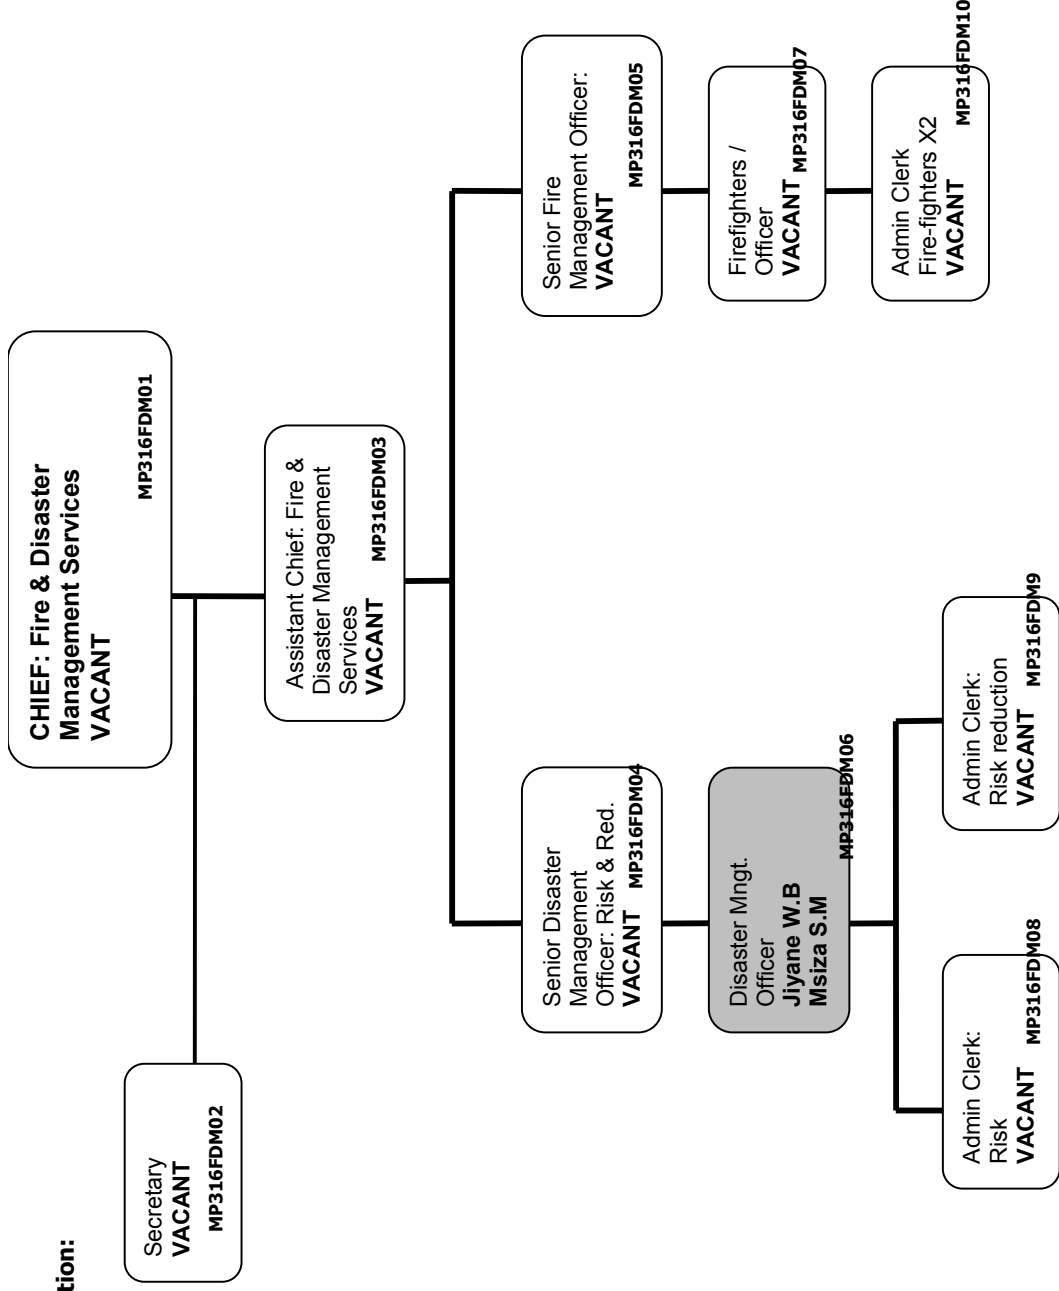 tion:
CHIEF: Fire & Disaster
Management Services
VACANT
MP316FDM01
Secretary
VACANT
MP316FDM02
Assistant Chief: Fire &
Disaster Management
Services
VACANT
MP316FDM03
Senior Disaster
Management
Officer: Risk & Red.
VACANT MP316FDM04
Senior Fire
Management Officer:
VACANT
MP316FDM05
Disaster Mngt.
Officer
Jiyane W.B
Msiza S.M
MP316FDM06
Firefighters /
Officer
VACANT MP316FDM07
Admin Clerk
Fire-fighters X2
VACANT
MP316FDM10
Admin Clerk:
Risk
VACANT MP316FDM08
Admin Clerk:
Risk reduction
VACANT MP316FDM9